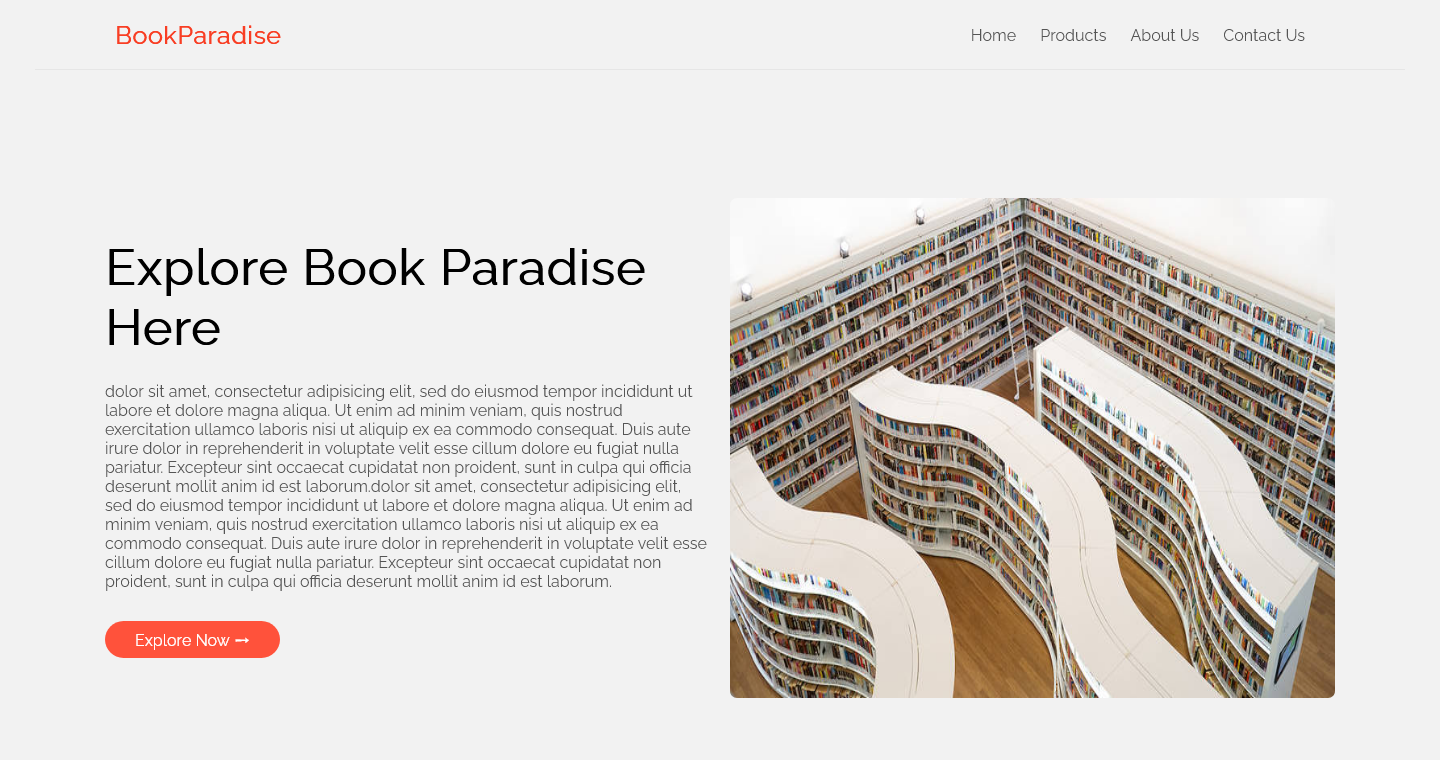 BookParadise
Home Products About Us Contact Us
Explore Book Paradise
Here
dolor sit amet, consectetur adipisicing elit, sed do eiusmod tempor incididunt ut
labore et dolore magna aliqua. Ut enim ad minim veniam, quis nostrud
exercitation ullamco laboris nisi ut aliquip ex ea commodo consequat. Duis aute
irure dolor in reprehenderit in voluptate velit esse cillum dolore eu fugiat nulla
pariatur. Excepteur sint occaecat cupidatat non proident, sunt in culpa qui officia
deserunt mollit anim id est laborum.dolor sit amet, consectetur adipisicing elit,
sed do eiusmod tempor incididunt ut labore et dolore magna aliqua. Ut enim ad
minim veniam, quis nostrud exercitation ullamco laboris nisi ut aliquip ex ea
commodo consequat. Duis aute irure dolor in reprehenderit in voluptate velit esse
cillum dolore eu fugiat nulla pariatur. Excepteur sint occaecat cupidatat non
proident, sunt in culpa qui officia deserunt mollit anim id est laborum.
Explore Now →